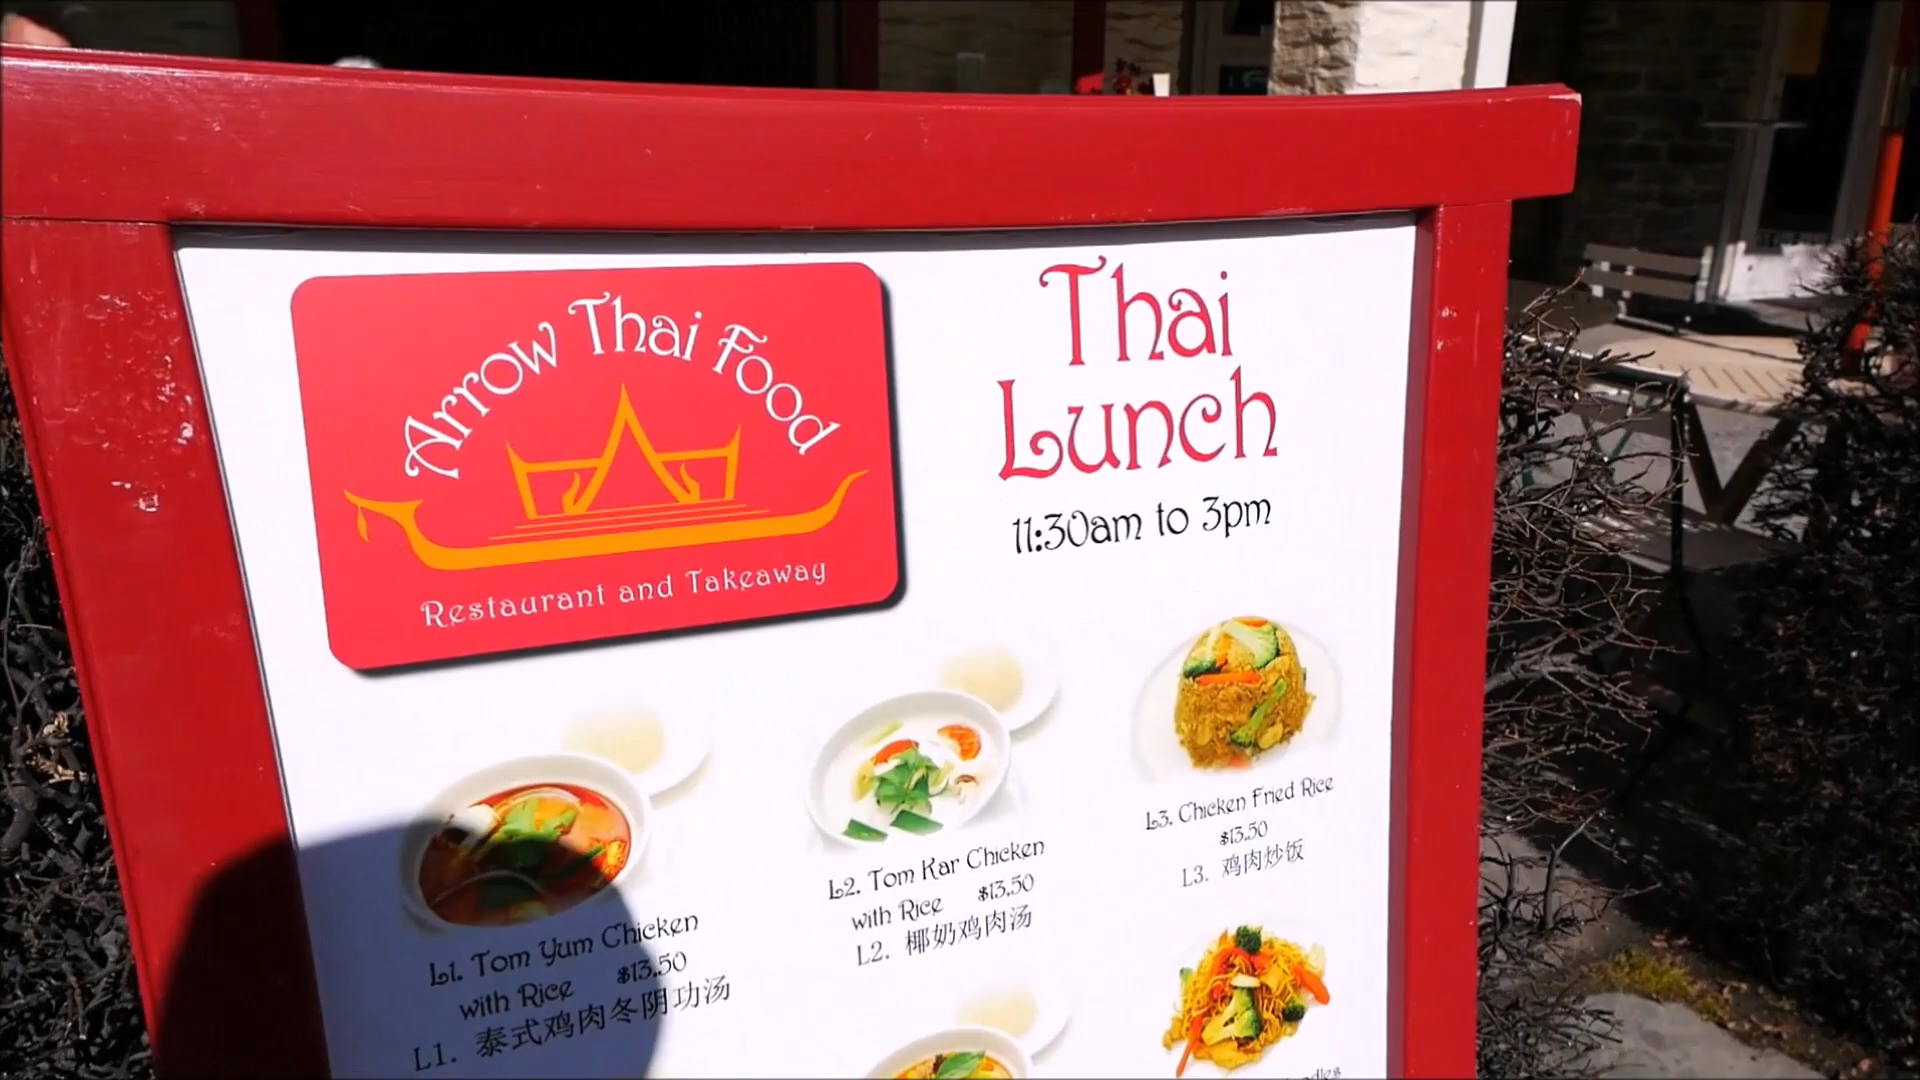 Arrow Thai Food
Restaurant and Takeaway
Thai
Lunch
11:30am to 3pm
L1. Tom Yum Chicken
with Rice $13.50
L1. 泰式鸡肉冬阴功汤
L2. Tom Kar Chicken
with Rice $13.50
L2. 椰奶鸡肉汤
L3. Chicken Fried Rice
$13.50
L3. 鸡肉炒饭